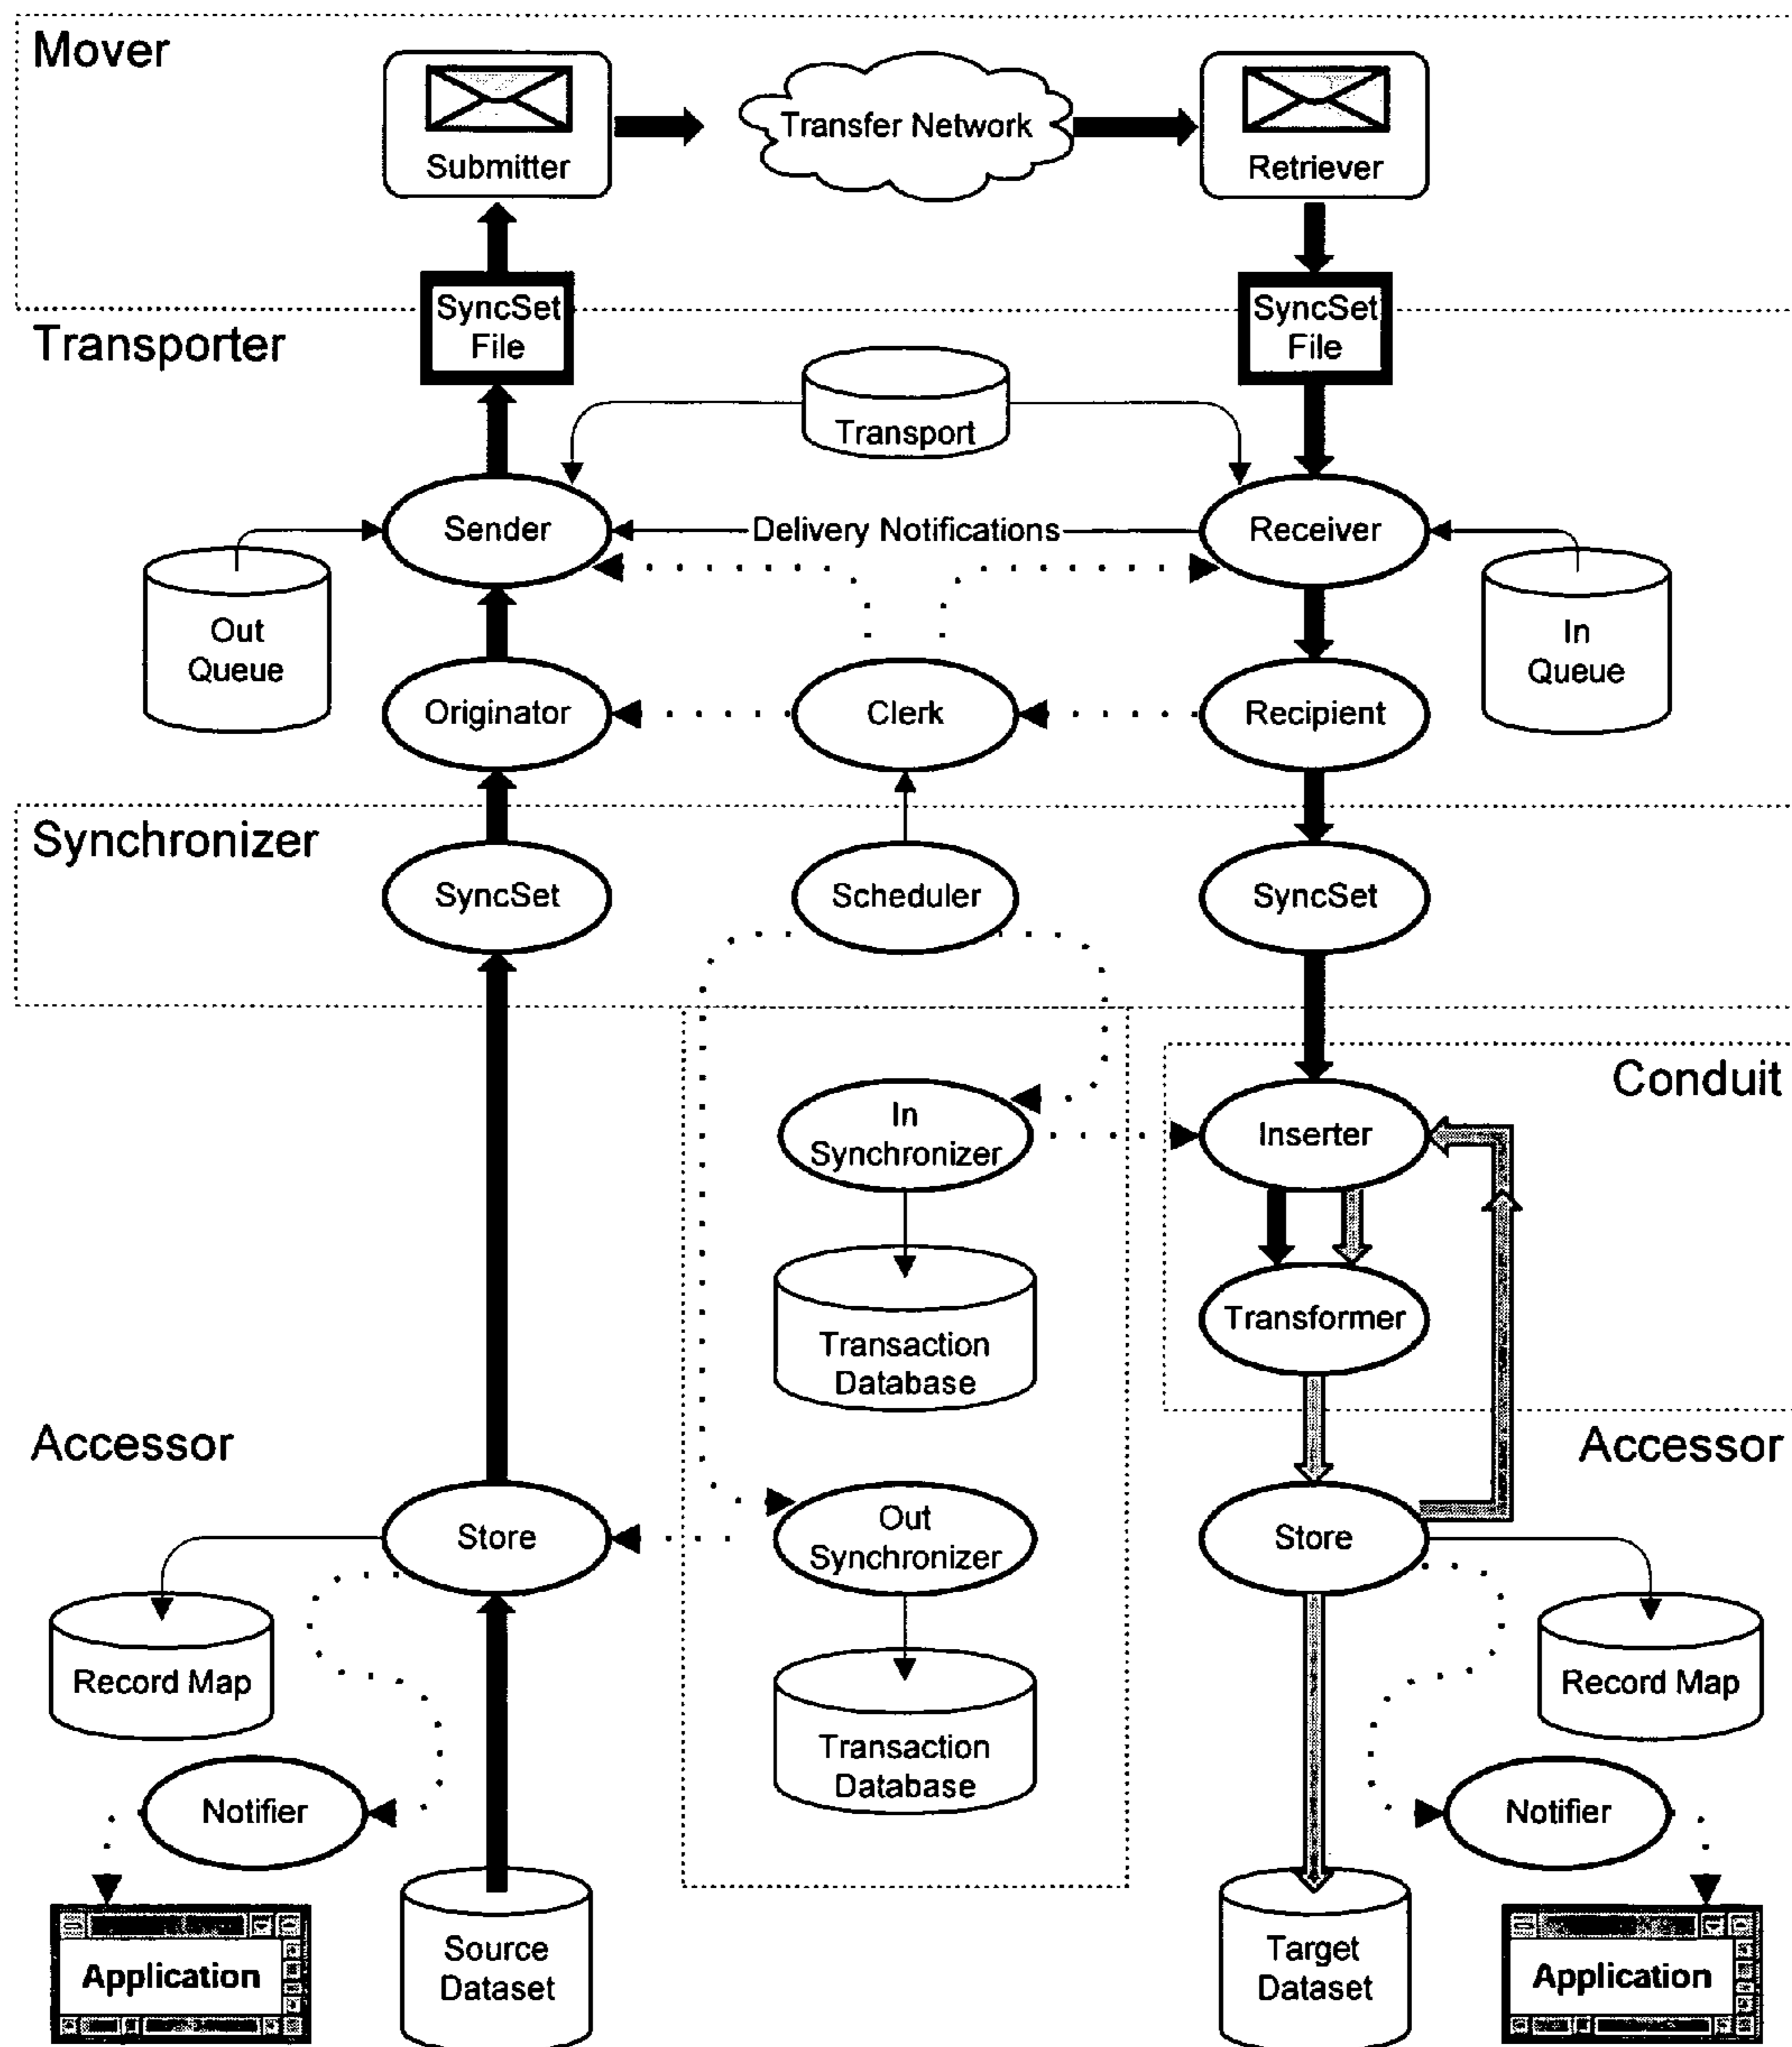 Mover
Submitter
Transfer Network
Retriever
SyncSet
File
SyncSet
File
Transporter
Transport
Sender
Delivery Notifications
Receiver
Out
Queue
In
Queue
Originator
Clerk
Recipient
Synchronizer
SyncSet
Scheduler
SyncSet
Conduit
In
Synchronizer
Inserter
Transaction
Database
Transformer
Accessor
Accessor
Store
Out
Synchronizer
Store
Record Map
Record Map
Transaction
Database
Notifier
Notifier
Application
Source
Dataset
Target
Dataset
Application